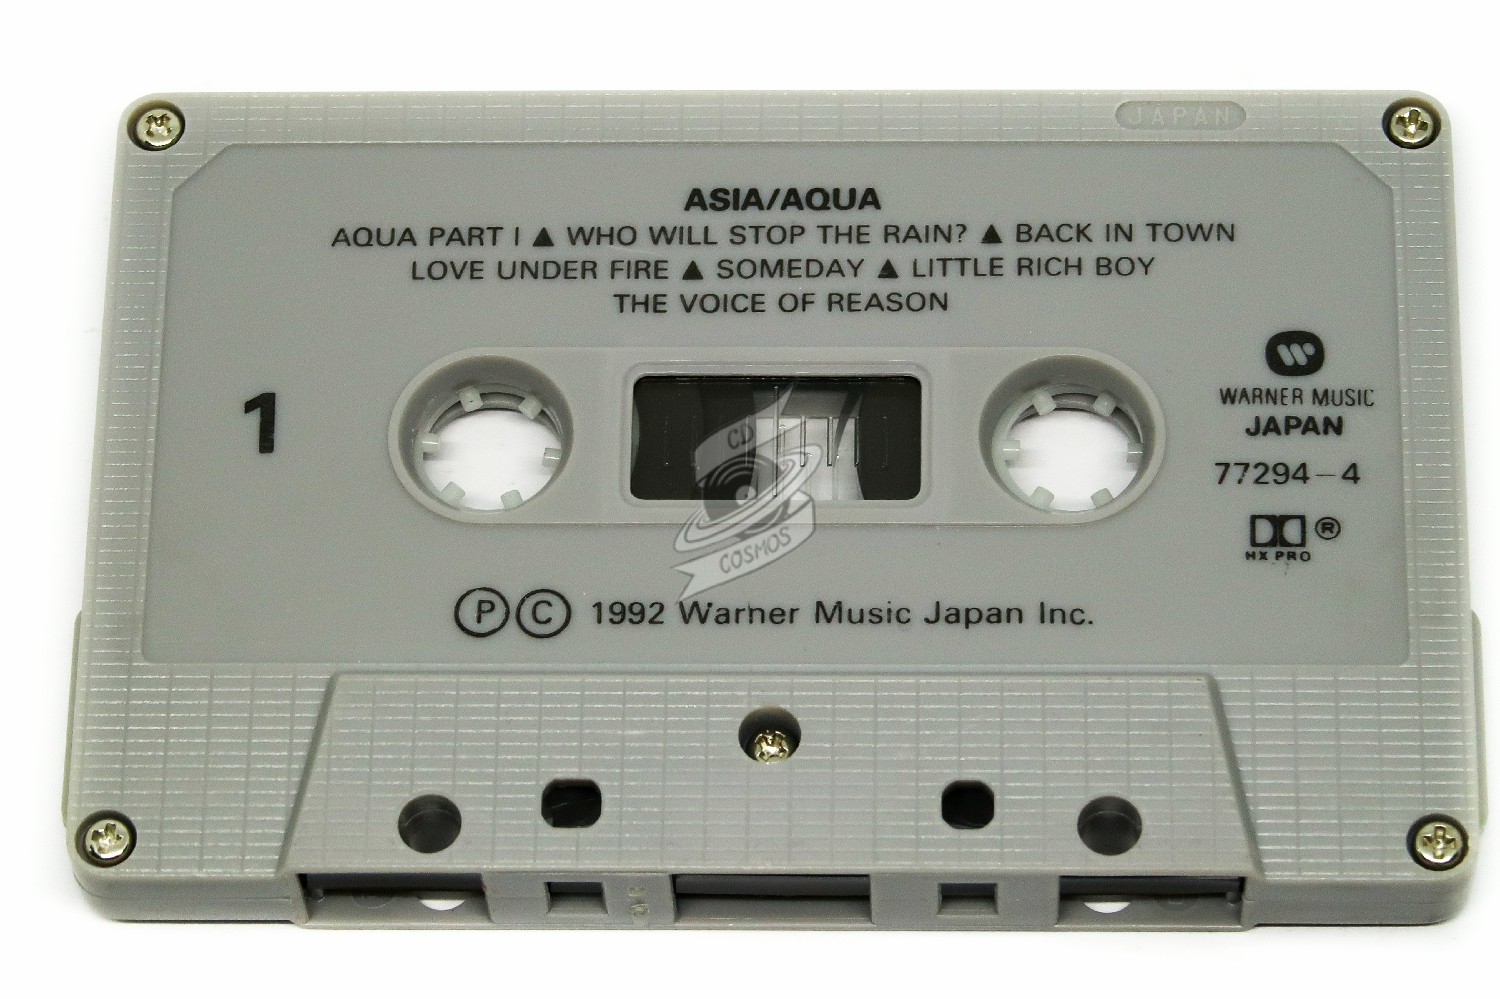 JAPAN
ASIA/AQUA
AQUA PART I ▲ WHO WILL STOP THE RAIN? ▲ BACK IN TOWN
LOVE UNDER FIRE ▲ SOMEDAY ▲ LITTLE RICH BOY
THE VOICE OF REASON
1
WARNER MUSIC
JAPAN
77294-4
HX PRO ®
CD
COSMOS
Ⓟ Ⓒ 1992 Warner Music Japan Inc.